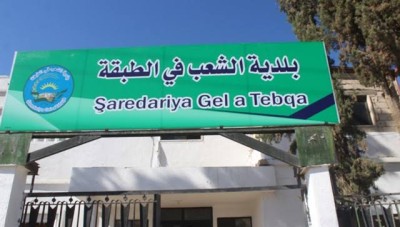 بلدية الشعب في الطبقة
Şaredariya Gel a Tebqa